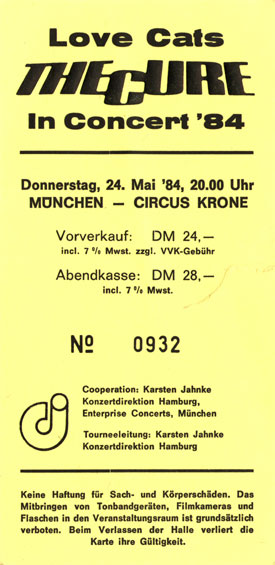 Love Cats
THE CURE
In Concert '84
Donnerstag, 24. Mai '84, 20.00 Uhr
MÜNCHEN – CIRCUS KRONE
Vorverkauf: DM 24,—
incl. 7 % Mwst. zzgl. VVK-Gebühr
Abendkasse: DM 28,—
incl. 7 % Mwst.
Nº 0932
Cooperation: Karsten Jahnke
Konzertdirektion Hamburg,
Enterprise Concerts, München
Tourneeleitung: Karsten Jahnke
Konzertdirektion Hamburg
Keine Haftung für Sach- und Körperschäden. Das
Mitbringen von Tonbandgeräten, Filmkameras und
Flaschen in den Veranstaltungsraum ist grundsätzlich
verboten. Beim Verlassen der Halle verliert die
Karte ihre Gültigkeit.